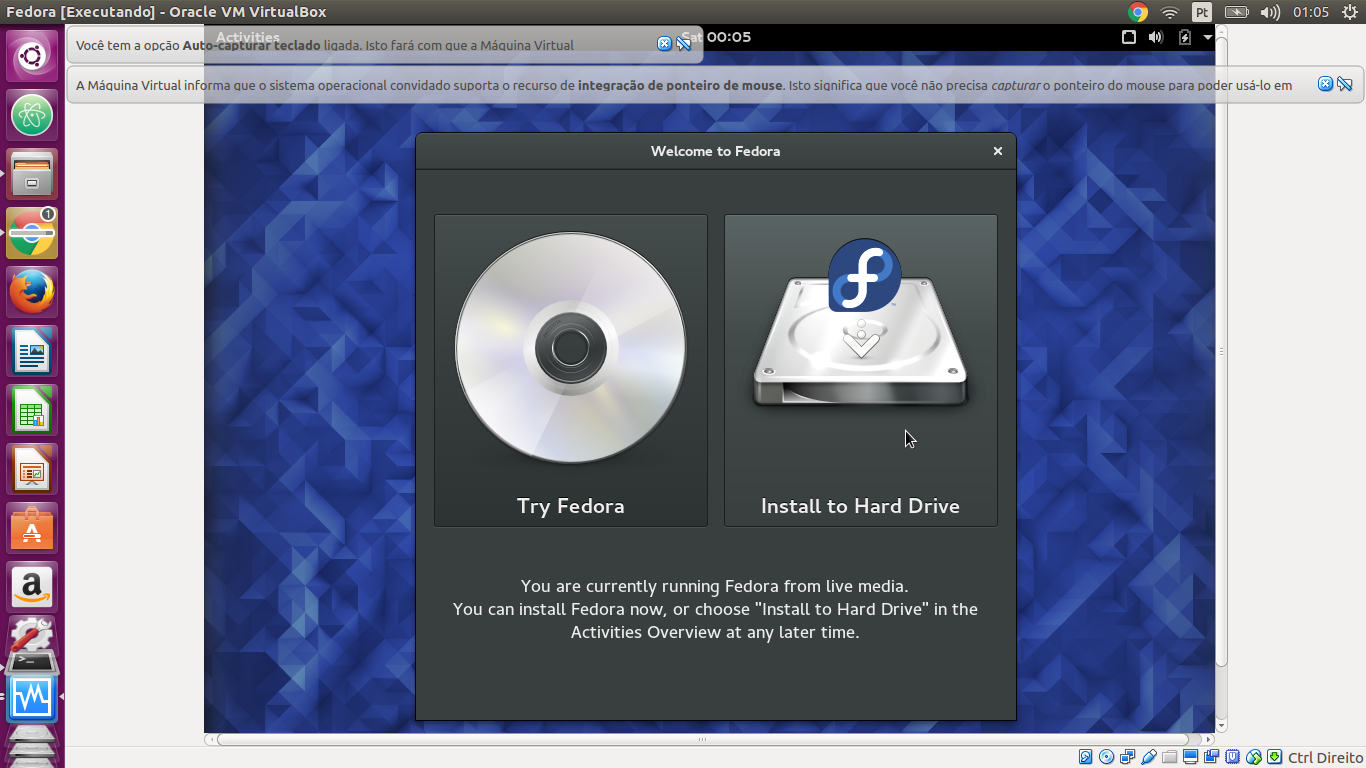 Fedora [Executando] - Oracle VM VirtualBox
Pt
01:05
Activities
Sat 00:05
Você tem a opção Auto-capturar teclado ligada. Isto fará com que a Máquina Virtual
A Máquina Virtual informa que o sistema operacional convidado suporta o recurso de integração de ponteiro de mouse. Isto significa que você não precisa capturar o ponteiro do mouse para poder usá-lo em
Welcome to Fedora
1
Try Fedora
Install to Hard Drive
You are currently running Fedora from live media.
You can install Fedora now, or choose "Install to Hard Drive" in the
Activities Overview at any later time.
Ctrl Direito